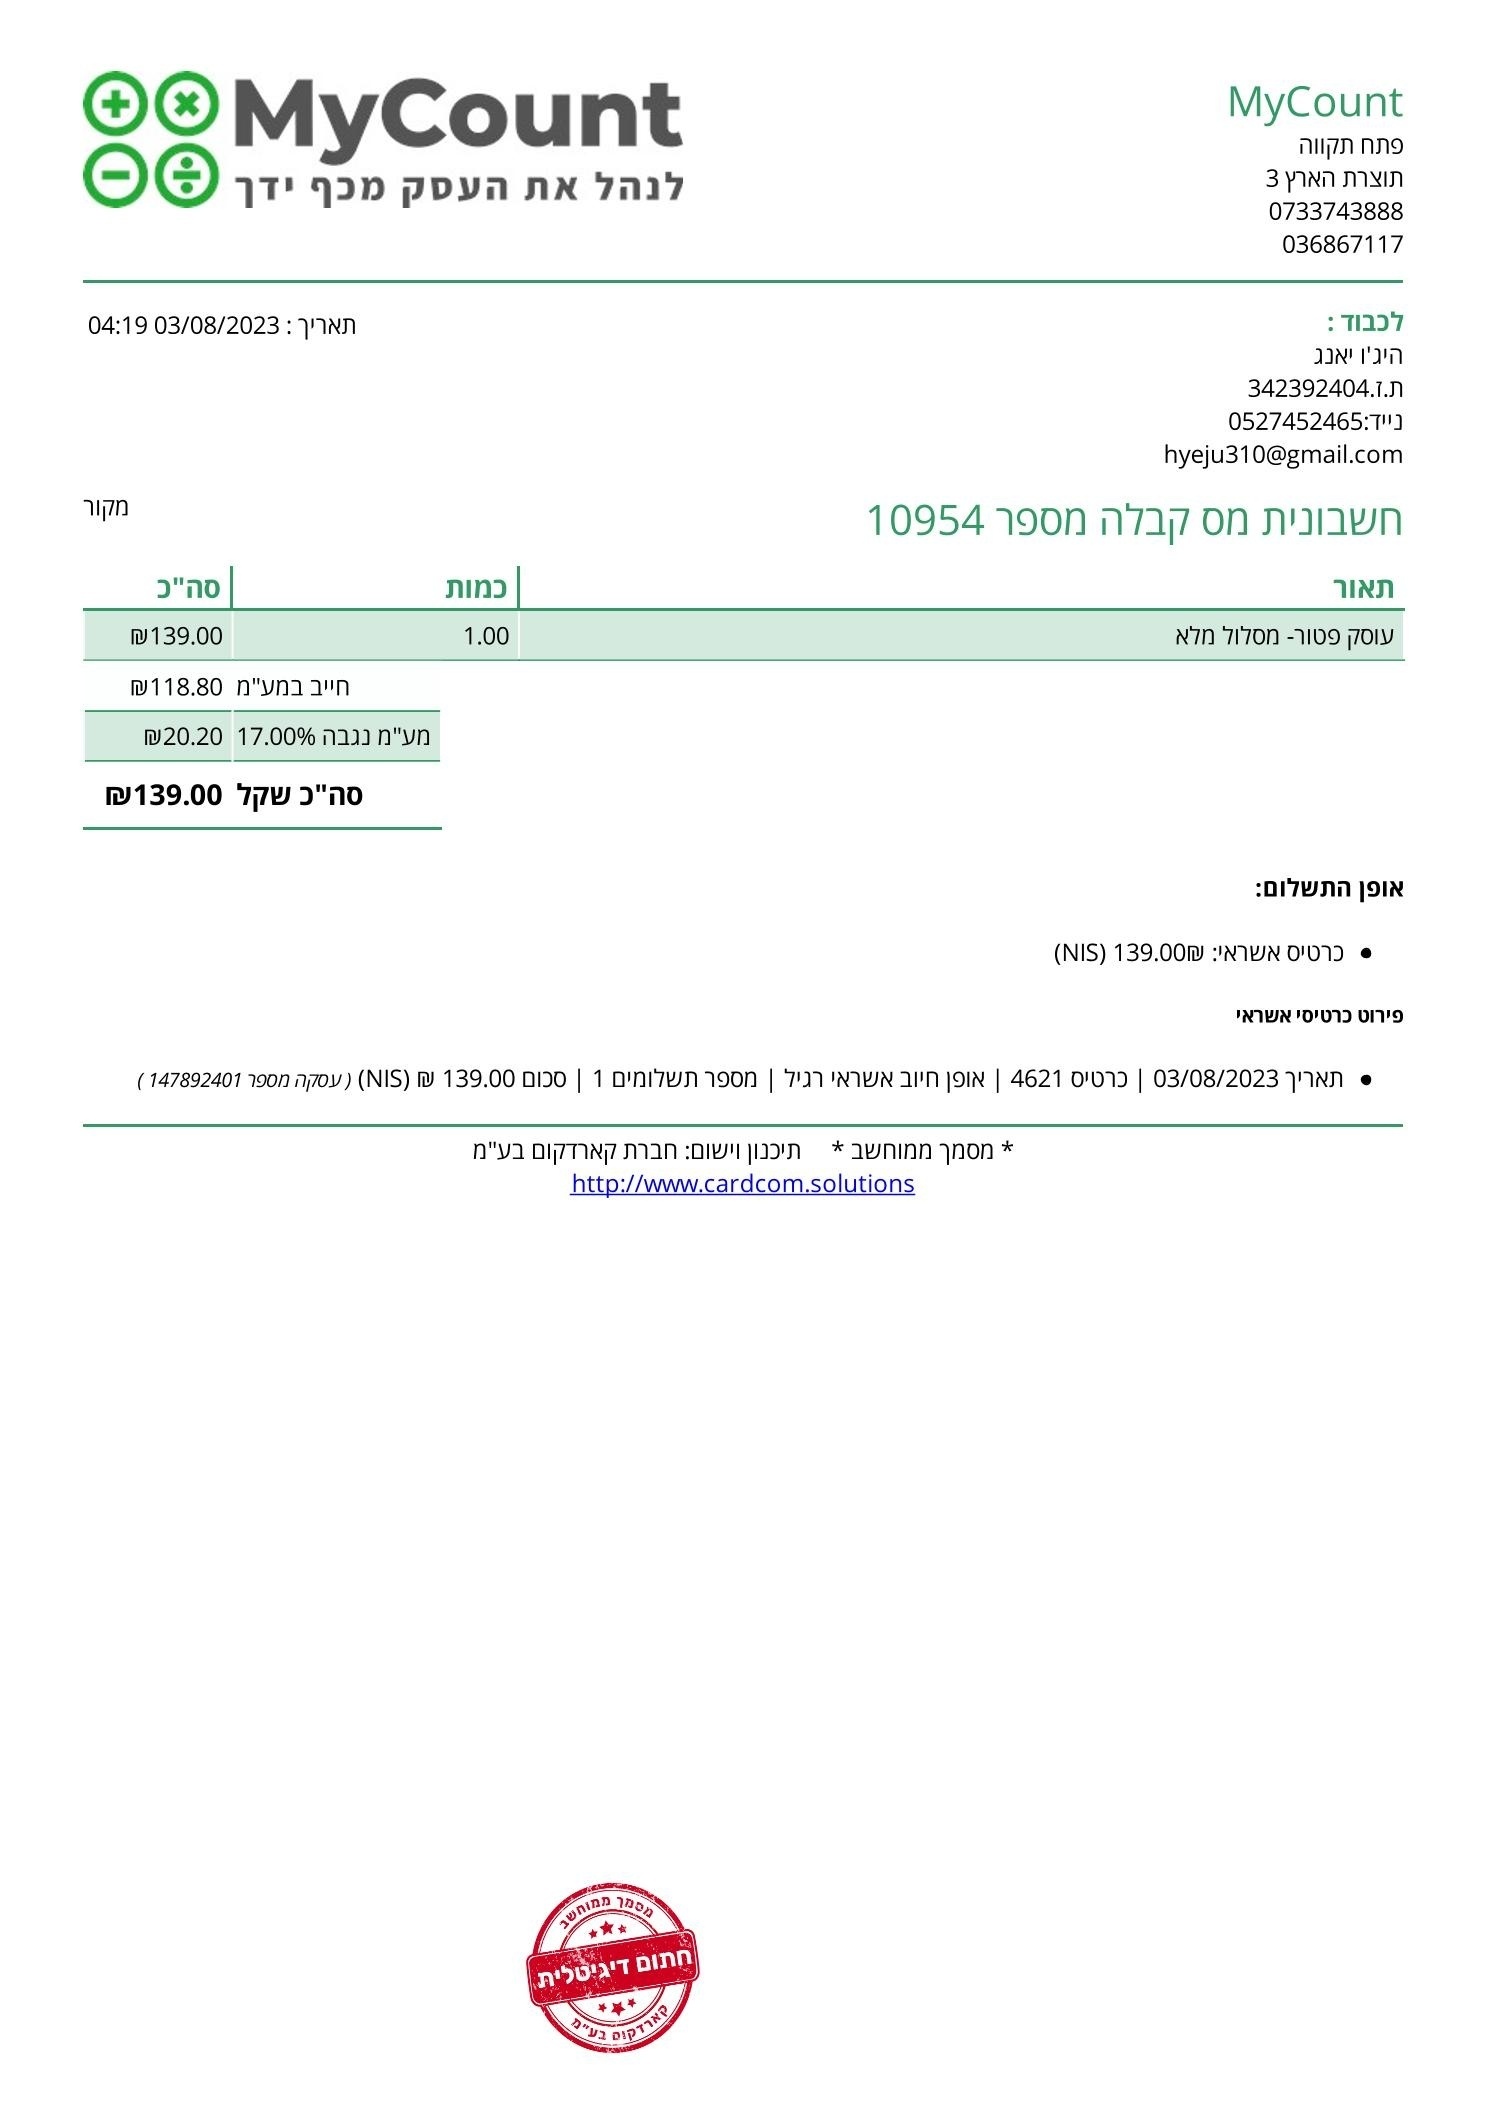 MyCount
לנהל את העסק מכף ידך
MyCount
פתח תקווה
תוצרת הארץ 3
0733743888
036867117
לכבוד :
היג'ו יאנג
ת.ז.342392404
נייד:0527452465
hyeju310@gmail.com
תאריך : 03/08/2023 04:19
חשבונית מס קבלה מספר 10954
מקור
תאור כמות סה"כ
עוסק פטור- מסלול מלא 1.00 ₪139.00
חייב במע"מ ₪118.80
מע"מ נגבה 17.00% ₪20.20
סה"כ שקל ₪139.00
אופן התשלום:
• כרטיס אשראי: ₪139.00 (NIS)
פירוט כרטיסי אשראי
• תאריך 03/08/2023 | כרטיס 4621 | אופן חיוב אשראי רגיל | מספר תשלומים 1 | סכום 139.00 ₪ (NIS) ( עסקה מספר 147892401 )
* מסמך ממוחשב * תיכנון וישום: חברת קארדקום בע"מ
http://www.cardcom.solutions
מסמך ממוחשב
חתום דיגיטלית
קארדקום בע"מ